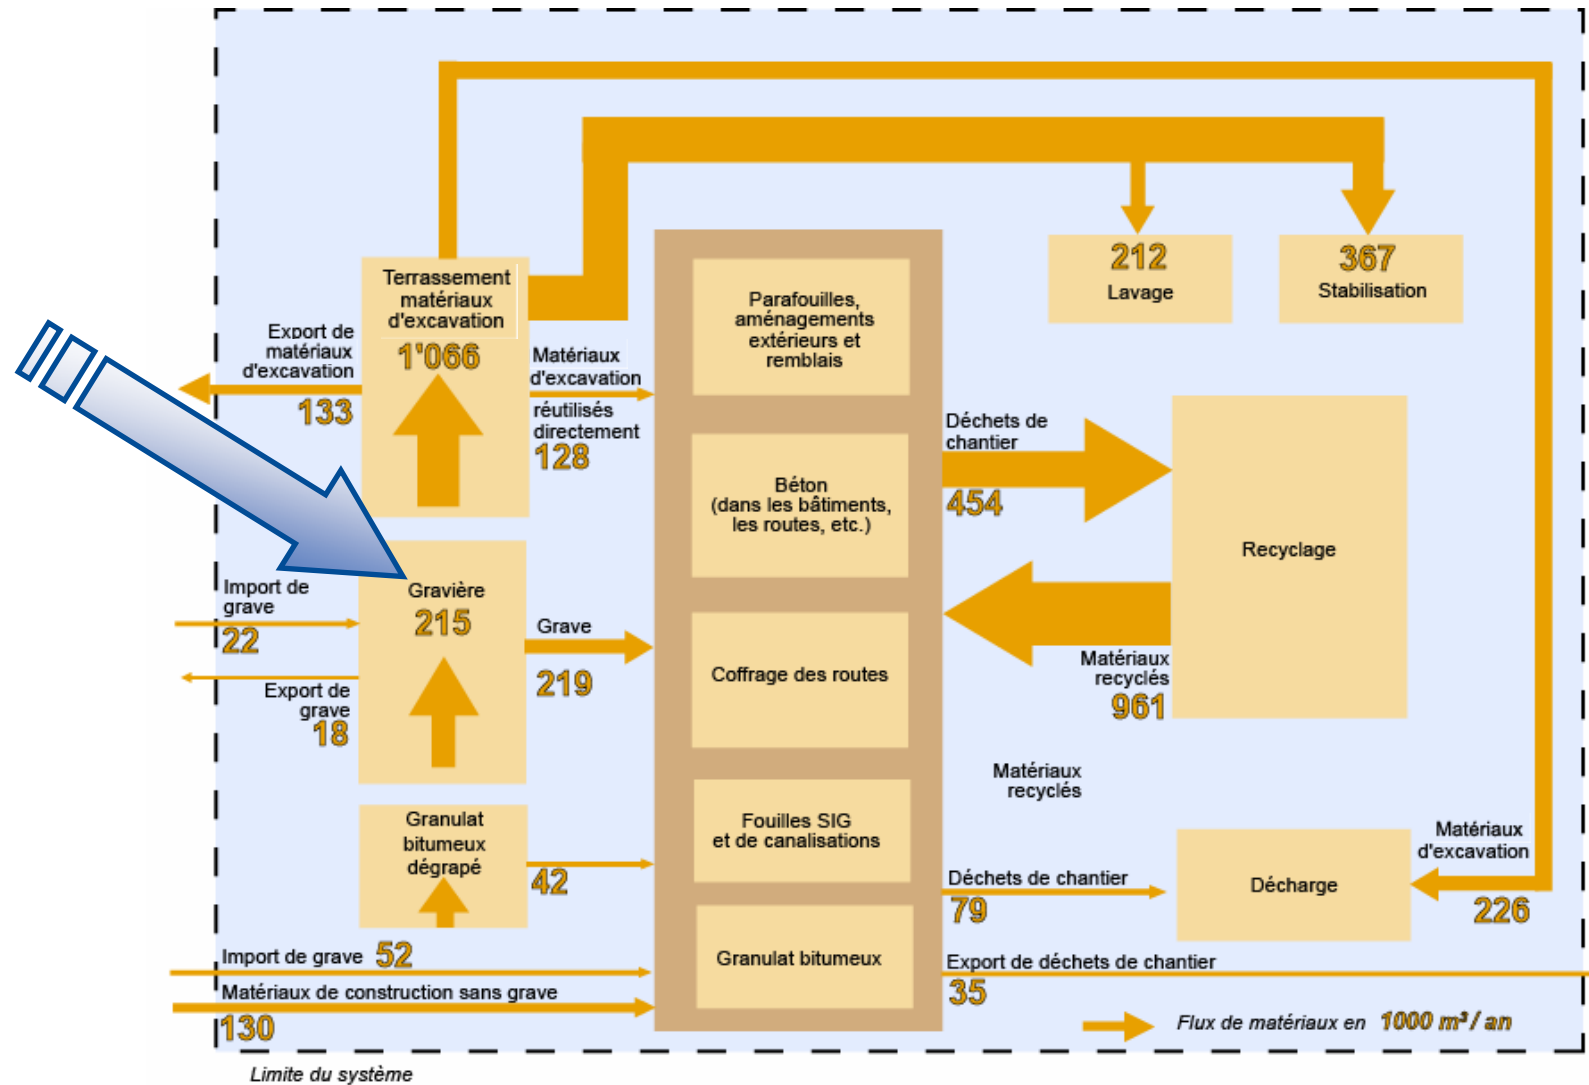 Terrassement
matériaux
d'excavation
1'066
Export de
matériaux
d'excavation
133
Matériaux
d'excavation
réutilisés
directement
128
Gravière
215
Import de
grave
22
Export de
grave
18
Grave
219
Granulat
bitumeux
dégrapé
42
Import de grave 52
Matériaux de construction sans grave
130
Parafouilles,
aménagements
extérieurs et
remblais
Béton
(dans les bâtiments,
les routes, etc.)
Coffrage des routes
Fouilles SIG
et de canalisations
Granulat bitumeux
212
Lavage
367
Stabilisation
Déchets de
chantier
454
Recyclage
Matériaux
recyclés
961
Matériaux
recyclés
Déchets de chantier
79
Décharge
Matériaux
d'excavation
226
Export de déchets de chantier
35
Flux de matériaux en 1000 m³ / an
Limite du système